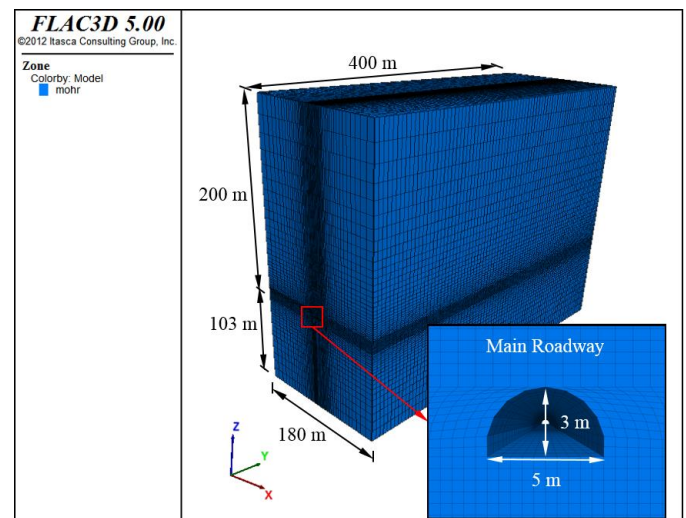 FLAC3D 5.00
©2012 Itasca Consulting Group, Inc.
Zone
Colorby: Model
mohr
400 m
200 m
103 m
180 m
Z
Y
X
Main Roadway
3 m
5 m